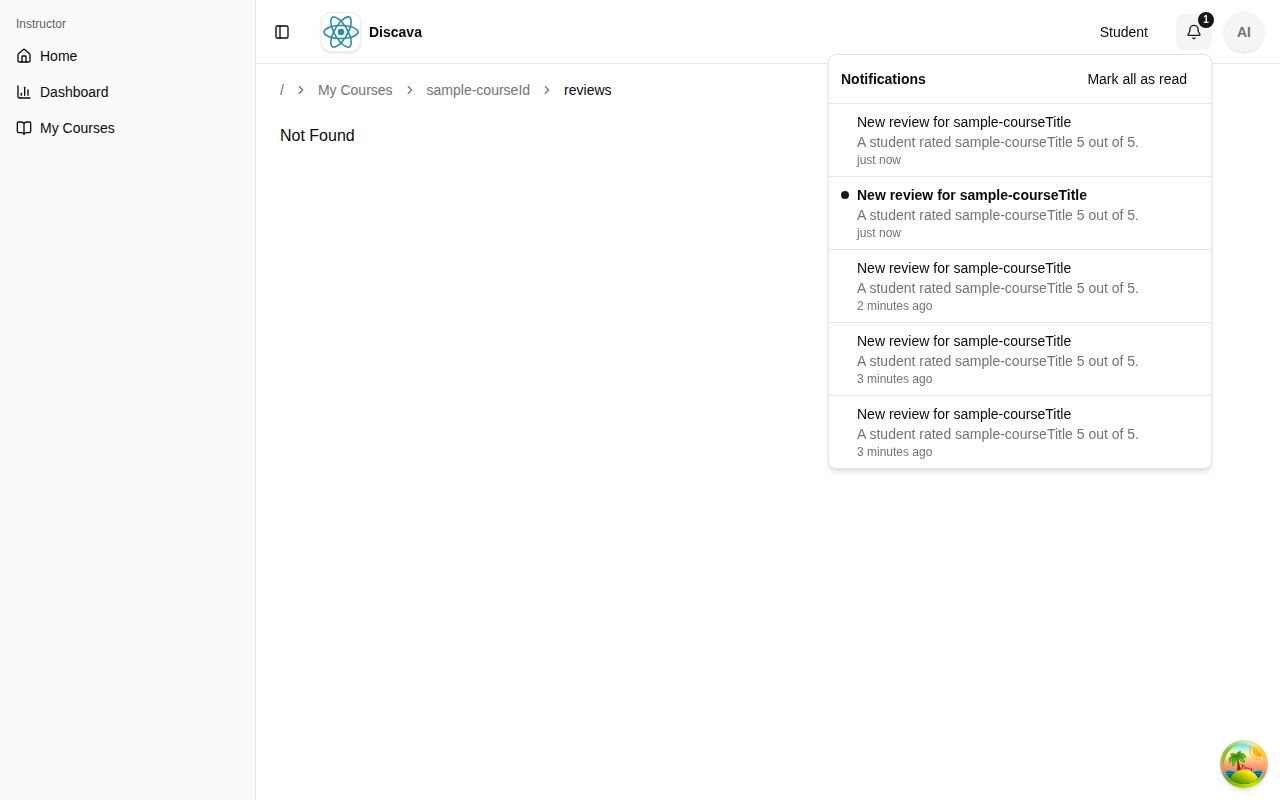 Instructor
Home
Dashboard
My Courses
Discava
Student
1
AI
/ My Courses sample-courseId reviews
Not Found
Notifications
Mark all as read
New review for sample-courseTitle
A student rated sample-courseTitle 5 out of 5.
just now
New review for sample-courseTitle
A student rated sample-courseTitle 5 out of 5.
just now
New review for sample-courseTitle
A student rated sample-courseTitle 5 out of 5.
2 minutes ago
New review for sample-courseTitle
A student rated sample-courseTitle 5 out of 5.
3 minutes ago
New review for sample-courseTitle
A student rated sample-courseTitle 5 out of 5.
3 minutes ago